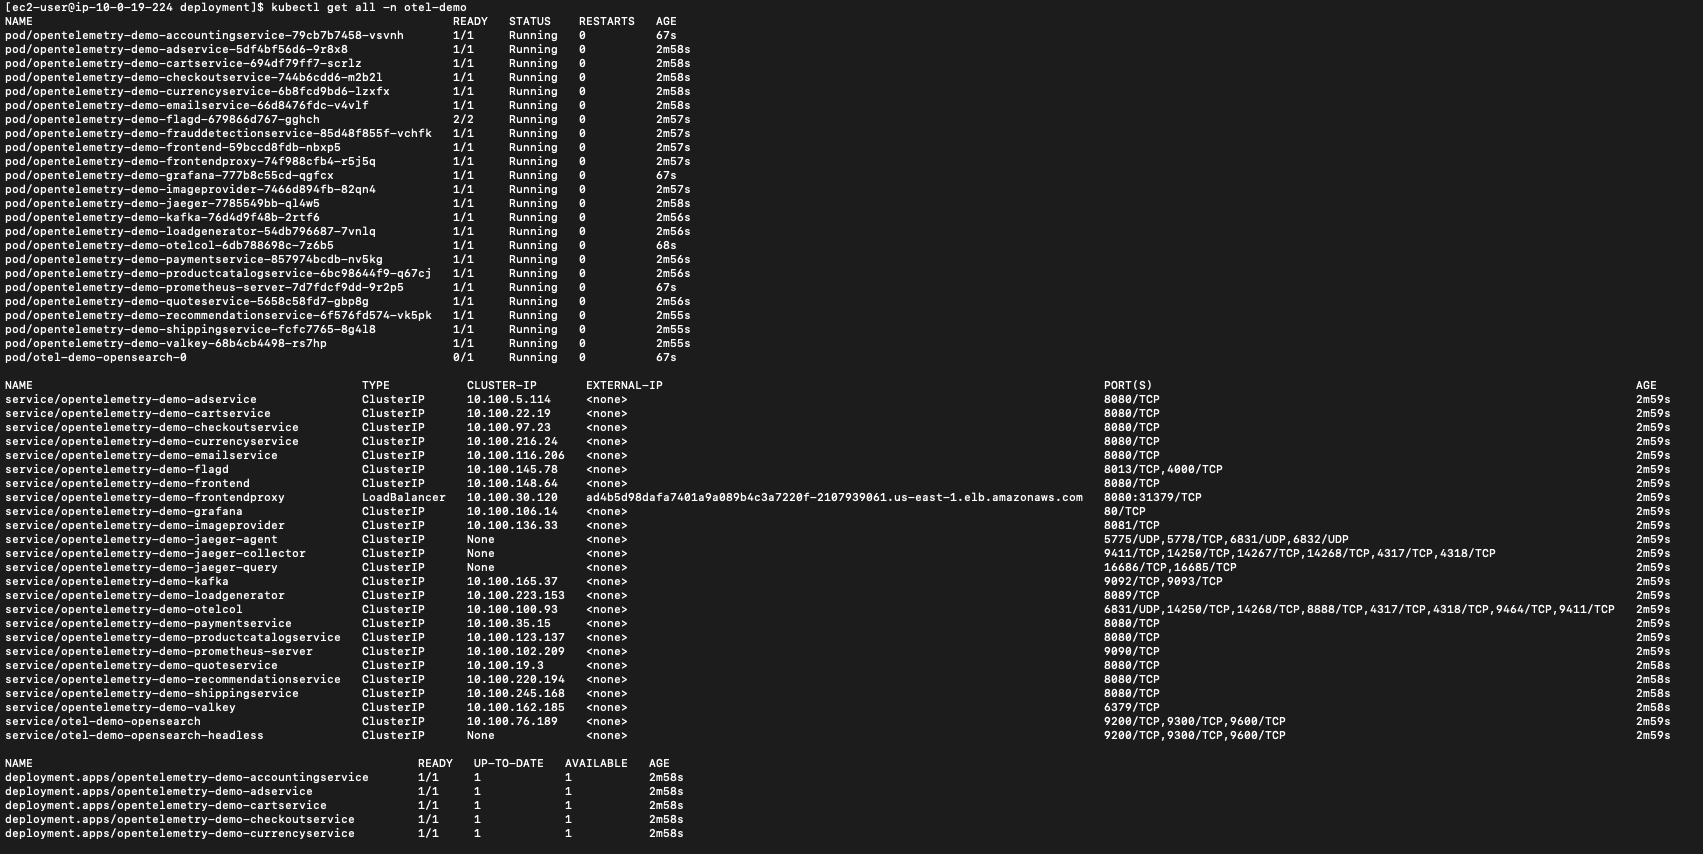 [ec2-user@ip-10-0-19-224 deployment]$ kubectl get all -n otel-demo
NAME READY STATUS RESTARTS AGE
pod/opentelemetry-demo-accountingservice-79cb7b7458-vsvnh 1/1 Running 0 67s
pod/opentelemetry-demo-adservice-5df4bf56d6-9r8x8 1/1 Running 0 2m58s
pod/opentelemetry-demo-cartservice-694df79ff7-scrlz 1/1 Running 0 2m58s
pod/opentelemetry-demo-checkoutservice-744b6cdd6-m2b2l 1/1 Running 0 2m58s
pod/opentelemetry-demo-currencyservice-6b8fcd9bd6-lzxfx 1/1 Running 0 2m58s
pod/opentelemetry-demo-emailservice-66d8476fdc-v4vlf 1/1 Running 0 2m58s
pod/opentelemetry-demo-flagd-679866d767-gghch 2/2 Running 0 2m57s
pod/opentelemetry-demo-frauddetectionservice-85d48f855f-vchfk 1/1 Running 0 2m57s
pod/opentelemetry-demo-frontend-59bccd8fdb-nbxp5 1/1 Running 0 2m57s
pod/opentelemetry-demo-frontendproxy-74f988cfb4-r5j5q 1/1 Running 0 2m57s
pod/opentelemetry-demo-grafana-777b8c55cd-qgfcx 1/1 Running 0 67s
pod/opentelemetry-demo-imageprovider-7466d894fb-82qn4 1/1 Running 0 2m57s
pod/opentelemetry-demo-jaeger-7785549bb-ql4w5 1/1 Running 0 2m58s
pod/opentelemetry-demo-kafka-76d4d9f48b-2rtf6 1/1 Running 0 2m56s
pod/opentelemetry-demo-loadgenerator-54db796687-7vnlq 1/1 Running 0 2m56s
pod/opentelemetry-demo-otelcol-6db788698c-7z6b5 1/1 Running 0 68s
pod/opentelemetry-demo-paymentservice-857974bcdb-nv5kg 1/1 Running 0 2m56s
pod/opentelemetry-demo-productcatalogservice-6bc98644f9-q67cj 1/1 Running 0 2m56s
pod/opentelemetry-demo-prometheus-server-7d7fdcf9dd-9r2p5 1/1 Running 0 67s
pod/opentelemetry-demo-quoteservice-5658c58fd7-gbp8g 1/1 Running 0 2m56s
pod/opentelemetry-demo-recommendationservice-6f576fd574-vk5pk 1/1 Running 0 2m55s
pod/opentelemetry-demo-shippingservice-fcfc7765-8g4l8 1/1 Running 0 2m55s
pod/opentelemetry-demo-valkey-68b4cb4498-rs7hp 1/1 Running 0 2m55s
pod/otel-demo-opensearch-0 0/1 Running 0 67s
NAME TYPE CLUSTER-IP EXTERNAL-IP PORT(S) AGE
service/opentelemetry-demo-adservice ClusterIP 10.100.5.114 <none> 8080/TCP 2m59s
service/opentelemetry-demo-cartservice ClusterIP 10.100.22.19 <none> 8080/TCP 2m59s
service/opentelemetry-demo-checkoutservice ClusterIP 10.100.97.23 <none> 8080/TCP 2m59s
service/opentelemetry-demo-currencyservice ClusterIP 10.100.216.24 <none> 8080/TCP 2m59s
service/opentelemetry-demo-emailservice ClusterIP 10.100.116.206 <none> 8080/TCP 2m59s
service/opentelemetry-demo-flagd ClusterIP 10.100.145.78 <none> 8013/TCP,4000/TCP 2m59s
service/opentelemetry-demo-frontend ClusterIP 10.100.148.64 <none> 8080/TCP 2m59s
service/opentelemetry-demo-frontendproxy LoadBalancer 10.100.30.120 ad4b5d98dafa7401a9a089b4c3a7220f-2107939061.us-east-1.elb.amazonaws.com 8080:31379/TCP 2m59s
service/opentelemetry-demo-grafana ClusterIP 10.100.106.14 <none> 80/TCP 2m59s
service/opentelemetry-demo-imageprovider ClusterIP 10.100.136.33 <none> 8081/TCP 2m59s
service/opentelemetry-demo-jaeger-agent ClusterIP None <none> 5775/UDP,5778/TCP,6831/UDP,6832/UDP 2m59s
service/opentelemetry-demo-jaeger-collector ClusterIP None <none> 9411/TCP,14250/TCP,14267/TCP,14268/TCP,4317/TCP,4318/TCP 2m59s
service/opentelemetry-demo-jaeger-query ClusterIP None <none> 16686/TCP,16685/TCP 2m59s
service/opentelemetry-demo-kafka ClusterIP 10.100.165.37 <none> 9092/TCP,9093/TCP 2m59s
service/opentelemetry-demo-loadgenerator ClusterIP 10.100.223.153 <none> 8089/TCP 2m59s
service/opentelemetry-demo-otelcol ClusterIP 10.100.100.93 <none> 6831/UDP,14250/TCP,14268/TCP,8888/TCP,4317/TCP,4318/TCP,9464/TCP,9411/TCP 2m59s
service/opentelemetry-demo-paymentservice ClusterIP 10.100.35.15 <none> 8080/TCP 2m59s
service/opentelemetry-demo-productcatalogservice ClusterIP 10.100.123.137 <none> 8080/TCP 2m59s
service/opentelemetry-demo-prometheus-server ClusterIP 10.100.102.209 <none> 9090/TCP 2m59s
service/opentelemetry-demo-quoteservice ClusterIP 10.100.19.3 <none> 8080/TCP 2m58s
service/opentelemetry-demo-recommendationservice ClusterIP 10.100.220.194 <none> 8080/TCP 2m58s
service/opentelemetry-demo-shippingservice ClusterIP 10.100.245.168 <none> 8080/TCP 2m58s
service/opentelemetry-demo-valkey ClusterIP 10.100.162.185 <none> 6379/TCP 2m58s
service/otel-demo-opensearch ClusterIP 10.100.76.189 <none> 9200/TCP,9300/TCP,9600/TCP 2m59s
service/otel-demo-opensearch-headless ClusterIP None <none> 9200/TCP,9300/TCP,9600/TCP 2m59s
NAME READY UP-TO-DATE AVAILABLE AGE
deployment.apps/opentelemetry-demo-accountingservice 1/1 1 1 2m58s
deployment.apps/opentelemetry-demo-adservice 1/1 1 1 2m58s
deployment.apps/opentelemetry-demo-cartservice 1/1 1 1 2m58s
deployment.apps/opentelemetry-demo-checkoutservice 1/1 1 1 2m58s
deployment.apps/opentelemetry-demo-currencyservice 1/1 1 1 2m58s